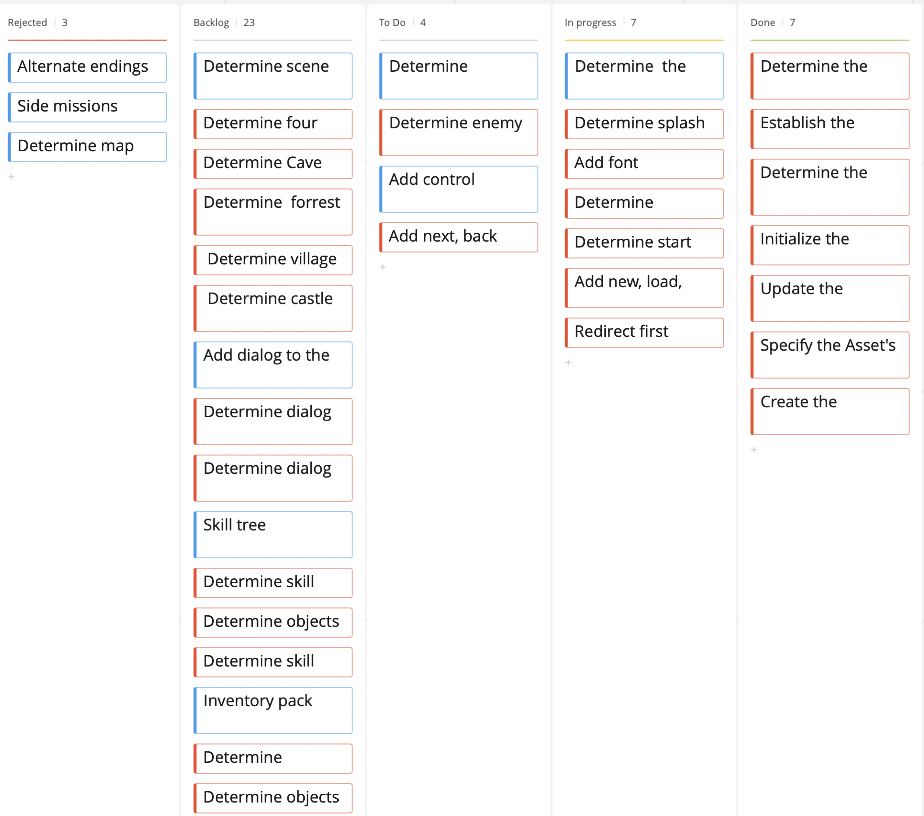 Rejected 3
Alternate endings
Side missions
Determine map
+
Backlog 23
Determine scene
Determine four
Determine Cave
Determine  forrest
Determine village
Determine castle
Add dialog to the
Determine dialog
Determine dialog
Skill tree
Determine skill
Determine objects
Determine skill
Inventory pack
Determine
Determine objects
To Do 4
Determine
Determine enemy
Add control
Add next, back
+
In progress 7
Determine  the
Determine splash
Add font
Determine
Determine start
Add new, load,
Redirect first
+
Done 7
Determine the
Establish the
Determine the
Initialize the
Update the
Specify the Asset's
Create the
+